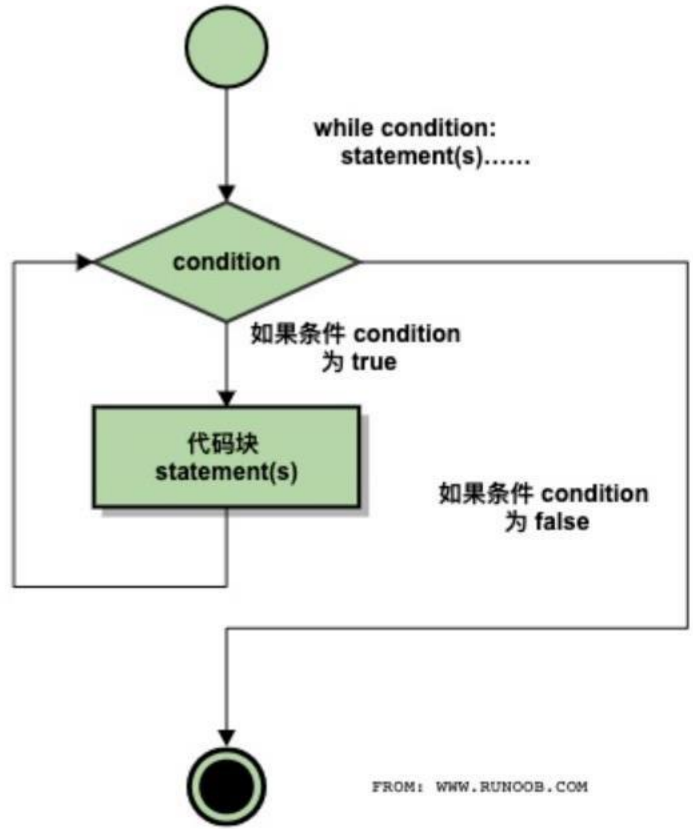 while condition:
statement(s)......
condition
如果条件 condition
为 true
代码块
statement(s)
如果条件 condition
为 false
FROM: WWW.RUNOOB.COM